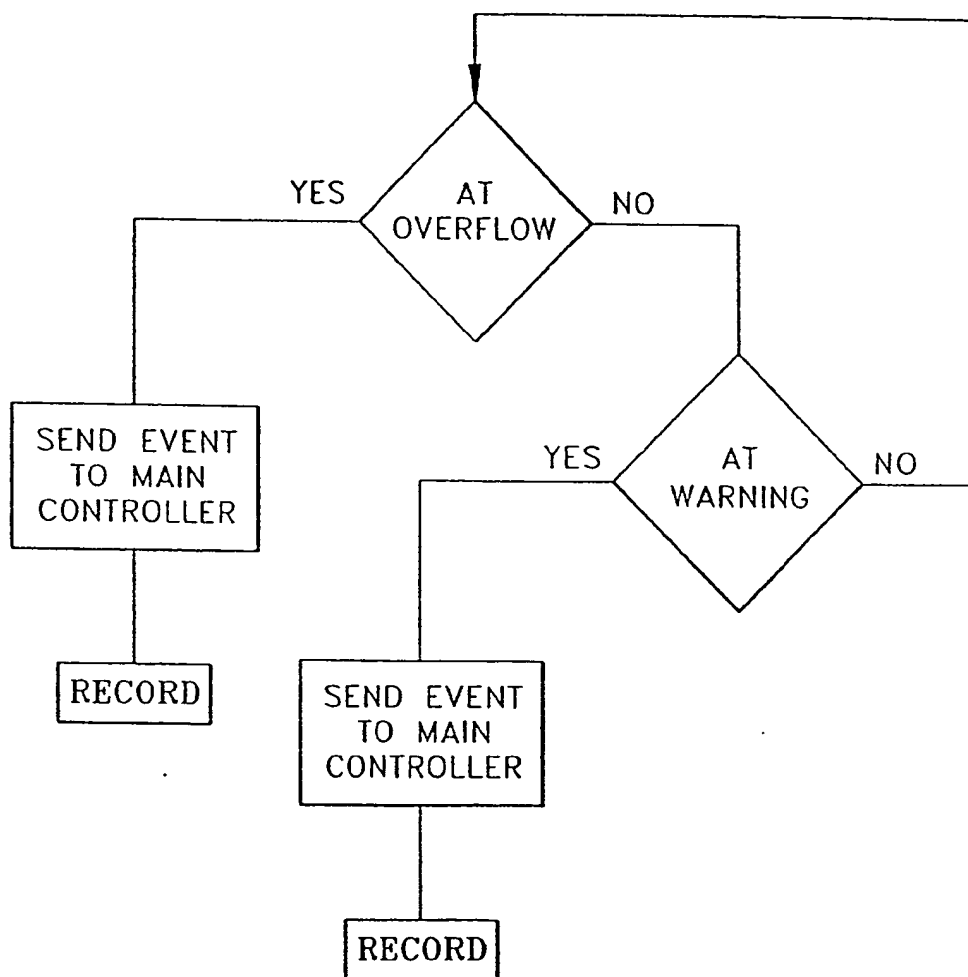 AT
OVERFLOW
YES
NO
SEND EVENT
TO MAIN
CONTROLLER
RECORD
AT
WARNING
YES
NO
SEND EVENT
TO MAIN
CONTROLLER
RECORD